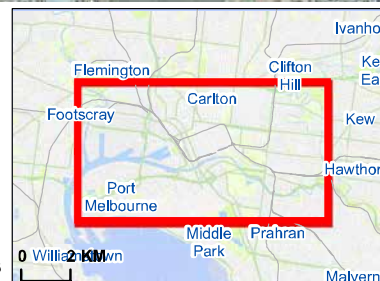 Ivanho
Flemington
Clifton
Hill
Ke
Ea
Carlton
Footscray
Kew
Hawthor
Port
Melbourne
Middle
Park
Prahran
0 2 KM
Williamstown
Malvern